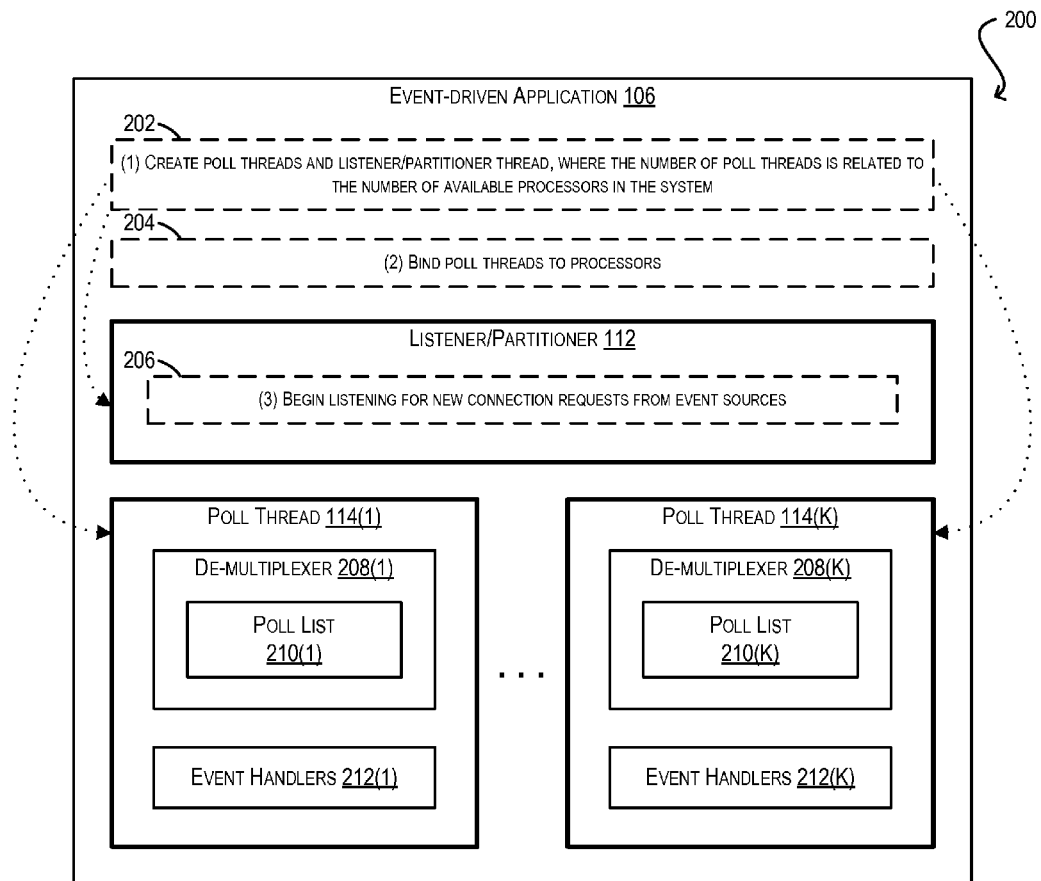 200
EVENT-DRIVEN APPLICATION 106
202
(1) CREATE POLL THREADS AND LISTENER/PARTITIONER THREAD, WHERE THE NUMBER OF POLL THREADS IS RELATED TO
THE NUMBER OF AVAILABLE PROCESSORS IN THE SYSTEM
204
(2) BIND POLL THREADS TO PROCESSORS
LISTENER/PARTITIONER 112
206
(3) BEGIN LISTENING FOR NEW CONNECTION REQUESTS FROM EVENT SOURCES
POLL THREAD 114(1)
DE-MULTIPLEXER 208(1)
POLL LIST
210(1)
EVENT HANDLERS 212(1)
. . .
POLL THREAD 114(K)
DE-MULTIPLEXER 208(K)
POLL LIST
210(K)
EVENT HANDLERS 212(K)